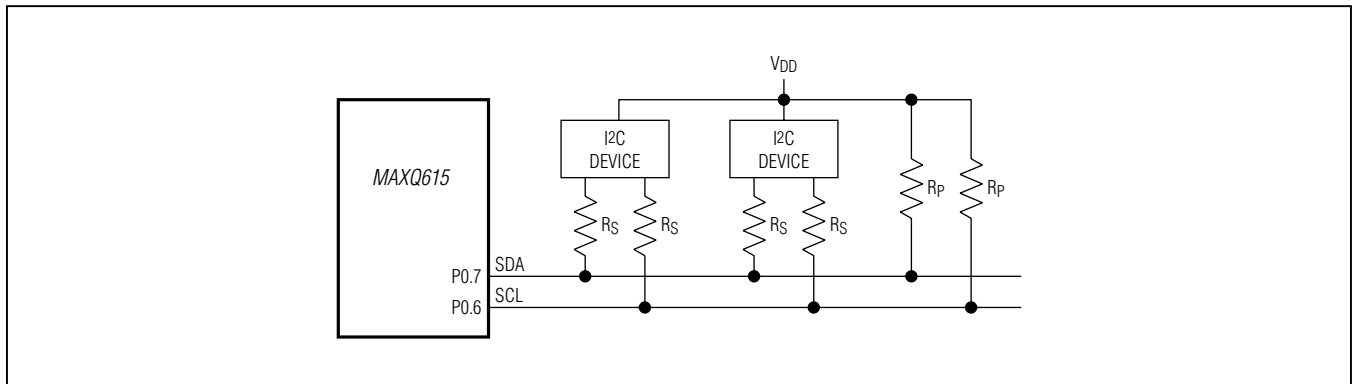 VDD
I2C
DEVICE
I2C
DEVICE
MAXQ615
RP
RP
RS
RS
RS
RS
SDA
P0.7
SCL
P0.6